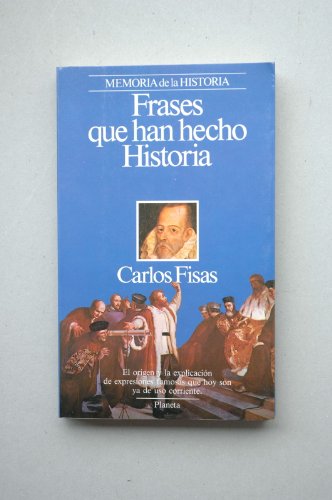 MEMORIA de la HISTORIA
Frases
que han hecho
Historia
Carlos Fisas
El origen y la explicación
de expresiones famosas que hoy son
ya de uso corriente.
Planeta